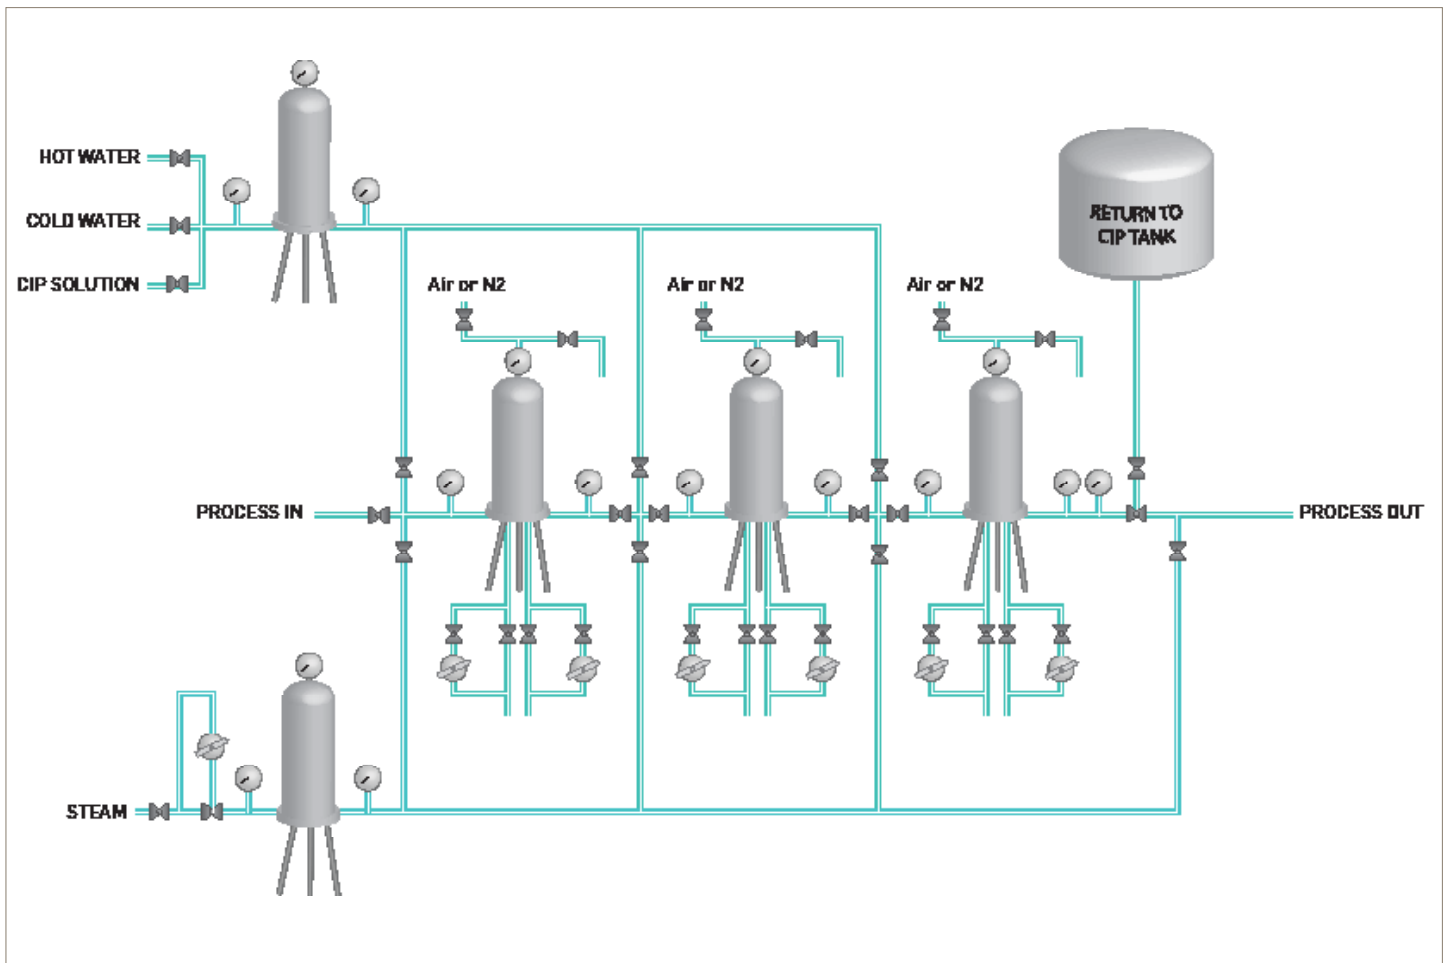 HOT WATER
COLD WATER
CIP SOLUTION
RETURN TO
CIP TANK
Air or N2
Air or N2
Air or N2
PROCESS IN
PROCESS OUT
STEAM